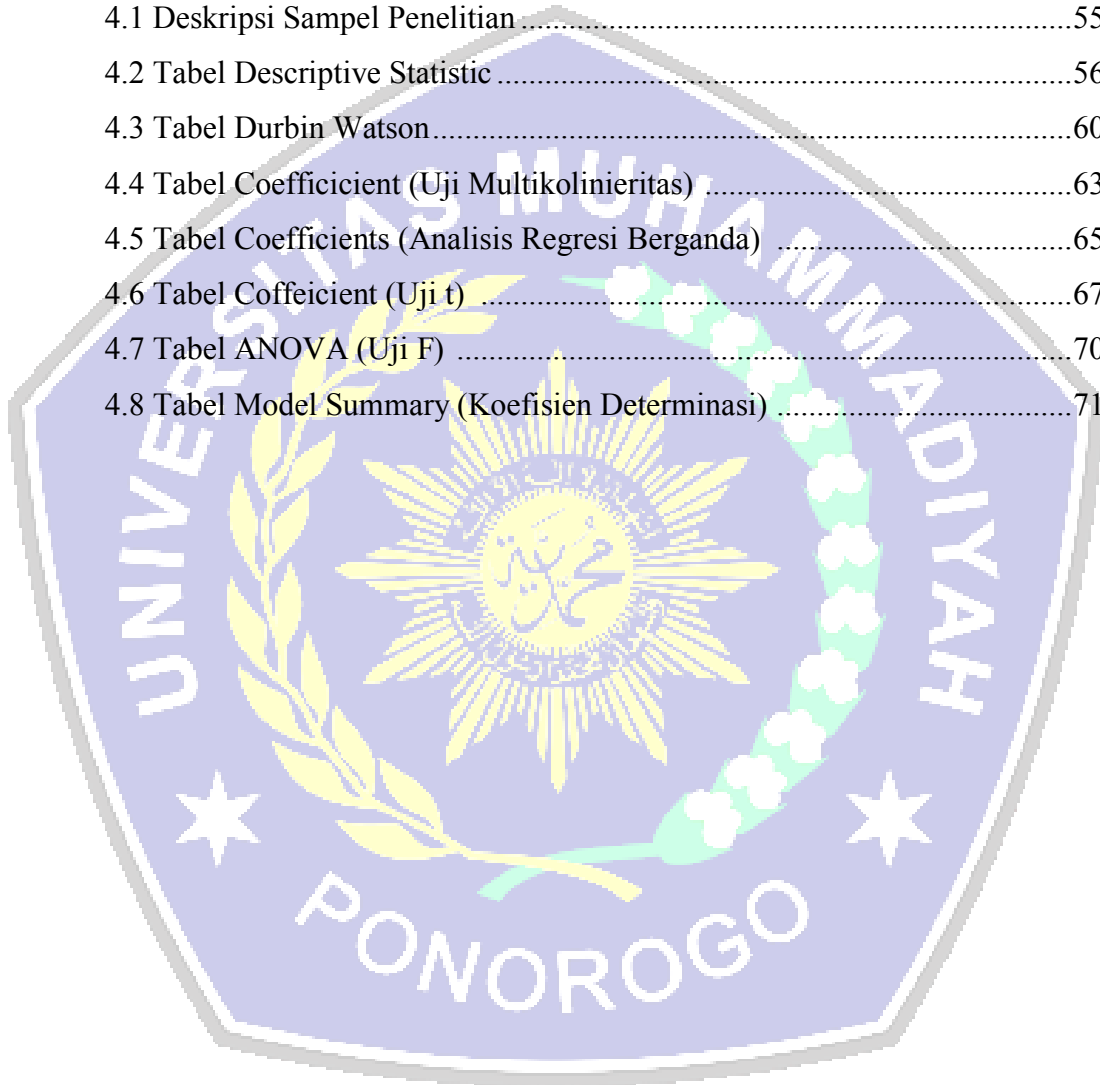 4.1 Deskripsi Sampel Penelitian ........................................................................ 55
4.2 Tabel Descriptive Statistic ........................................................................... 56
4.3 Tabel Durbin Watson.................................................................................... 60
4.4 Tabel Coefficicient (Uji Multikolinieritas) ................................................ 63
4.5 Tabel Coefficients (Analisis Regresi Berganda) ....................................... 65
4.6 Tabel Coffeicient (Uji t) ............................................................................. 67
4.7 Tabel ANOVA (Uji F) ................................................................................ 70
4.8 Tabel Model Summary (Koefisien Determinasi) ..................................... 71
UNIVERSITAS MUHAMMADIYAH
PONOROGO